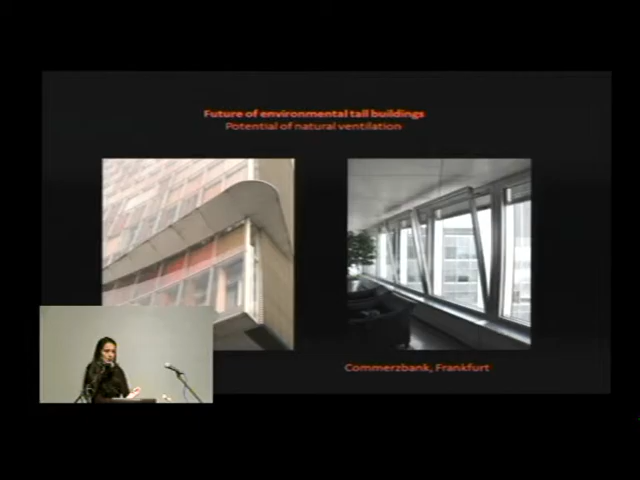 Future of environmental tall buildings
Potential of natural ventilation
Commerzbank, Frankfurt